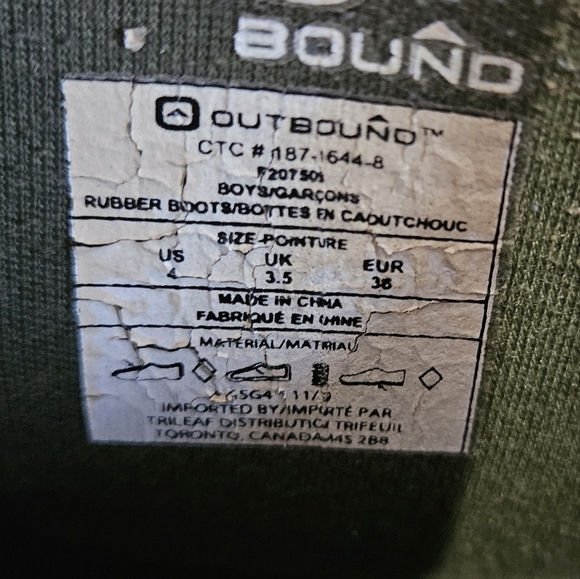 BOUND
OUTBOUND™
CTC # 187-1644-8
F207501
BOYS/GARÇONS
RUBBER BOOTS/BOTTES EN CAOUTCHOUC
SIZE-POINTURE
US UK EUR
4 3.5 36
MADE IN CHINA
FABRIQUÉ EN CHINE
MATERIAL/MATRIAU
IMPORTED BY/IMPORTÉ PAR
TRILEAF DISTRIBUTION TRIFEUIL
TORONTO, CANADA 2B8